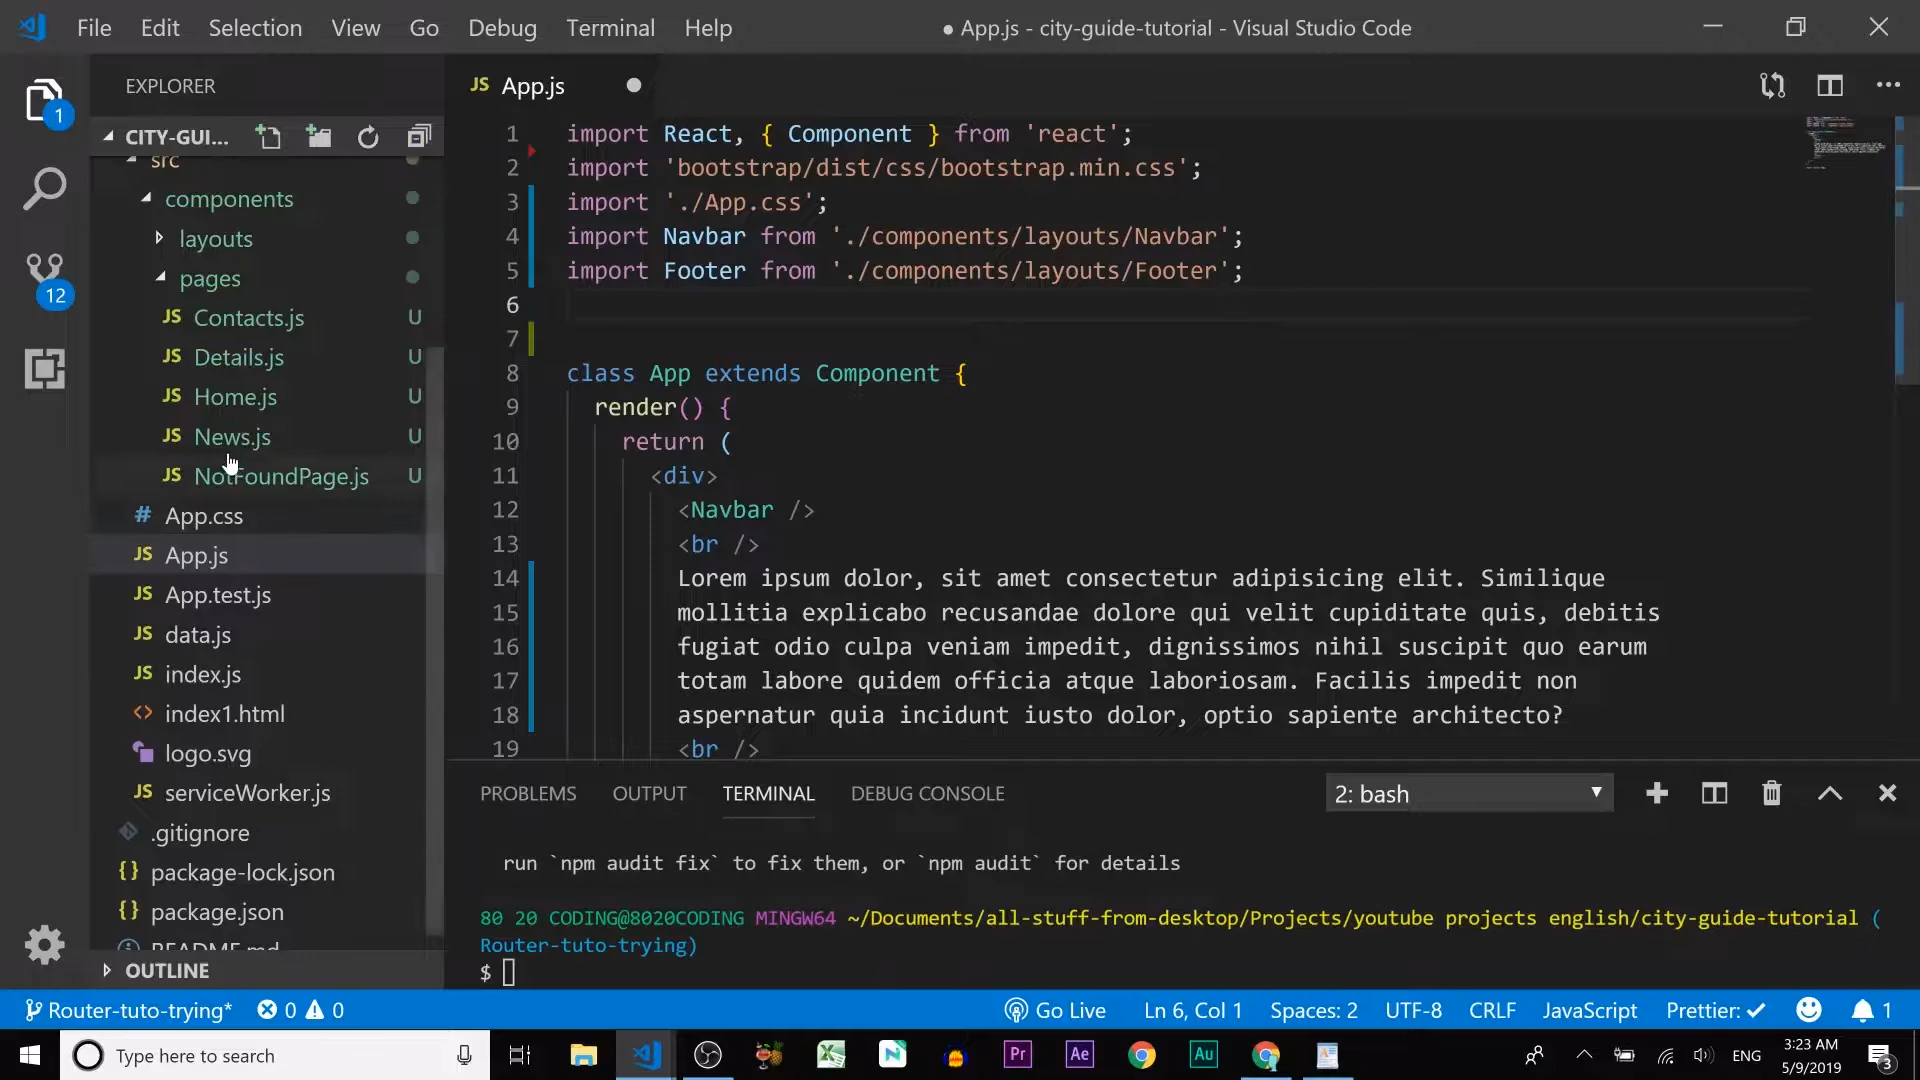 File Edit Selection View Go Debug Terminal Help
● App.js - city-guide-tutorial - Visual Studio Code
EXPLORER
CITY-GUI...
src
components
layouts
pages
JS Contacts.js U
JS Details.js U
JS Home.js U
JS News.js U
JS NotFoundPage.js U
# App.css
JS App.js
JS App.test.js
JS data.js
JS index.js
<> index1.html
logo.svg
JS serviceWorker.js
.gitignore
{} package-lock.json
{} package.json
README.md
OUTLINE
1
12
JS App.js
1 import React, { Component } from 'react';
2 import 'bootstrap/dist/css/bootstrap.min.css';
3 import './App.css';
4 import Navbar from './components/layouts/Navbar';
5 import Footer from './components/layouts/Footer';
6
7
8 class App extends Component {
9 render() {
10 return (
11 <div>
12 <Navbar />
13 <br />
14 Lorem ipsum dolor, sit amet consectetur adipisicing elit. Similique
15 mollitia explicabo recusandae dolore qui velit cupiditate quis, debitis
16 fugiat odio culpa veniam impedit, dignissimos nihil suscipit quo earum
17 totam labore quidem officia atque laboriosam. Facilis impedit non
18 aspernatur quia incidunt iusto dolor, optio sapiente architecto?
19 <br />
PROBLEMS OUTPUT TERMINAL DEBUG CONSOLE
2: bash
run `npm audit fix` to fix them, or `npm audit` for details
80 20 CODING@8020CODING MINGW64 ~/Documents/all-stuff-from-desktop/Projects/youtube projects english/city-guide-tutorial (
Router-tuto-trying)
$
Router-tuto-trying* 0 0
Go Live Ln 6, Col 1 Spaces: 2 UTF-8 CRLF JavaScript Prettier: ✓ 1
Type here to search
Pr Ae Au
ENG
3:23 AM
5/9/2019
3